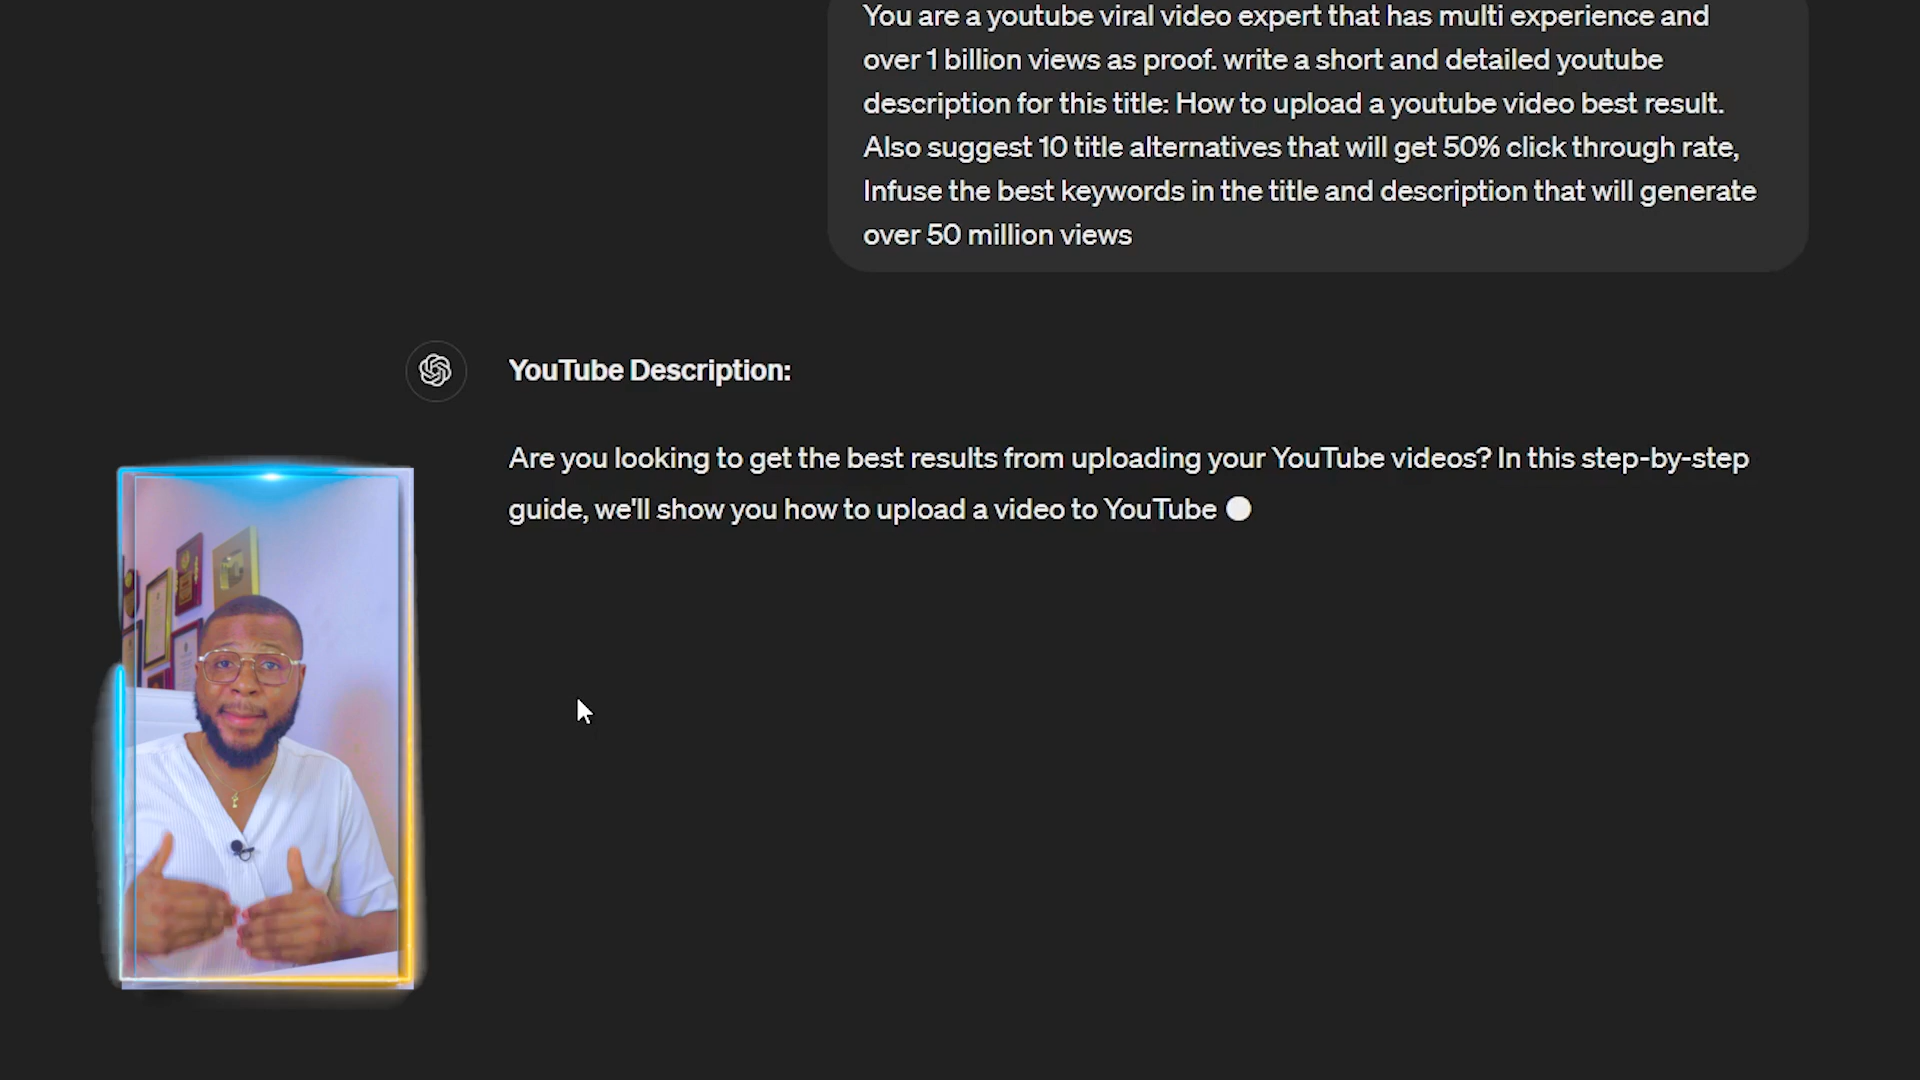 You are a youtube viral video expert that has multi experience and
over 1 billion views as proof. write a short and detailed youtube
description for this title: How to upload a youtube video best result.
Also suggest 10 title alternatives that will get 50% click through rate,
Infuse the best keywords in the title and description that will generate
over 50 million views
YouTube Description:
Are you looking to get the best results from uploading your YouTube videos? In this step-by-step
guide, we'll show you how to upload a video to YouTube